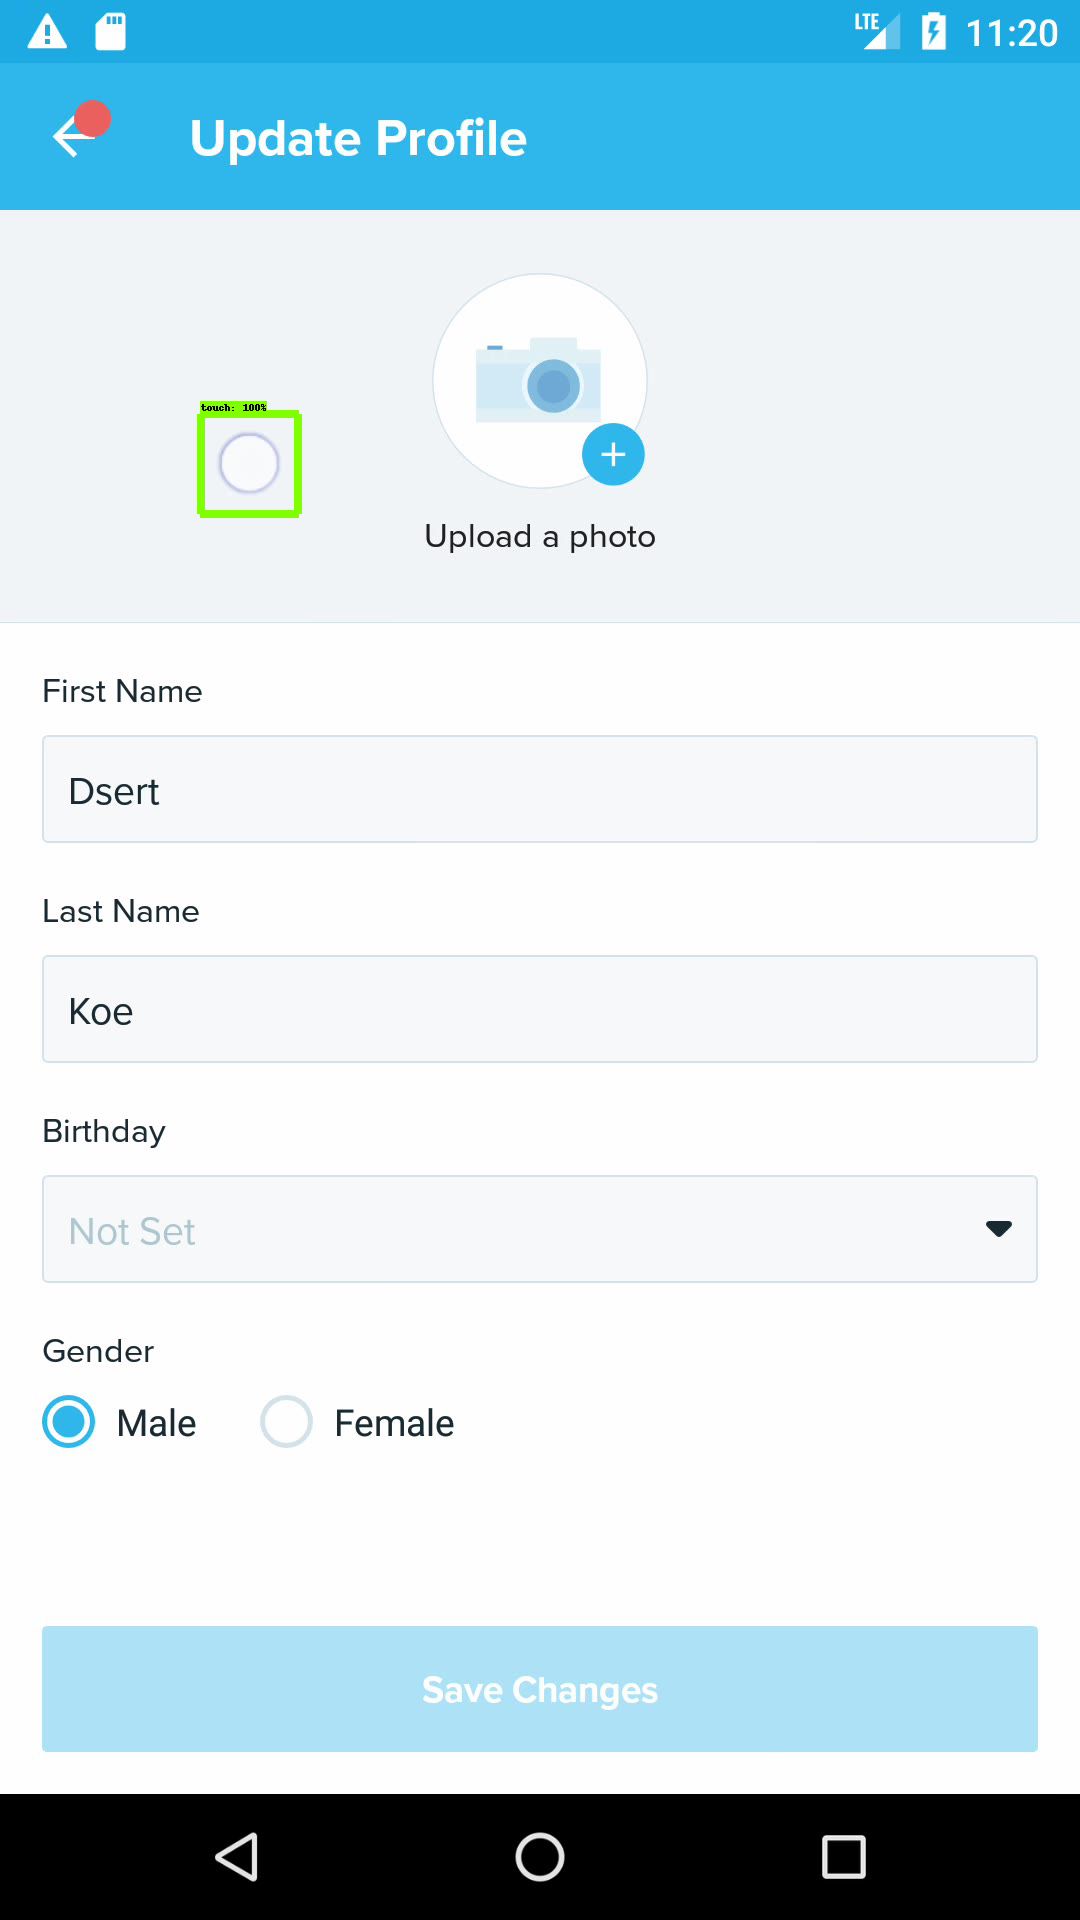 LTE 11:20
Update Profile
touch: 100%
Upload a photo
First Name
Dsert
Last Name
Koe
Birthday
Not Set
Gender
Male Female
Save Changes